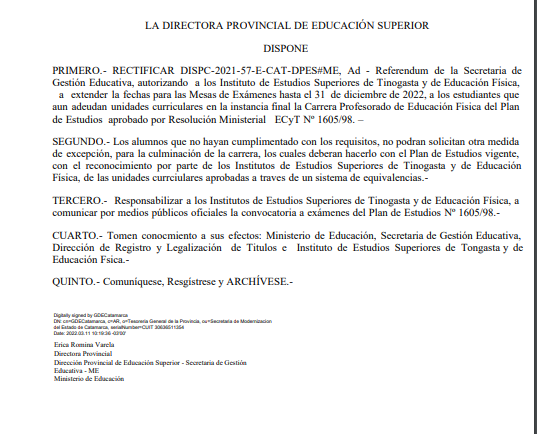 LA DIRECTORA PROVINCIAL DE EDUCACIÓN SUPERIOR
DISPONE
PRIMERO.- RECTIFICAR DISPC-2021-57-E-CAT-DPES#ME, Ad - Referendum de la Secretaria de
Gestión Educativa, autorizando a los Instituto de Estudios Superiores de Tinogasta y de Educación Física,
a extender la fechas para las Mesas de Exámenes hasta el 31 de diciembre de 2022, a los estudiantes que
aun adeudan unidades curriculares en la instancia final la Carrera Profesorado de Educación Física del Plan
de Estudios aprobado por Resolución Ministerial ECyT Nº 1605/98. –
SEGUNDO.- Los alumnos que no hayan cumplimentado con los requisitos, no podran solicitan otra medida
de excepción, para la culminación de la carrera, los cuales deberan hacerlo con el Plan de Estudios vigente,
con el reconocimiento por parte de los Institutos de Estudios Superiores de Tinogasta y de Educación
Física, de las unidades currciulares aprobadas a traves de un sistema de equivalencias.-
TERCERO.- Responsabilizar a los Institutos de Estudios Superiores de Tinogasta y de Educación Física, a
comunicar por medios públicos oficiales la convocatoria a exámenes del Plan de Estudios Nº 1605/98.-
CUARTO.- Tomen conocmiento a sus efectos: Ministerio de Educación, Secretaria de Gestión Educativa,
Dirección de Registro y Legalización de Titulos e Instituto de Estudios Superiores de Tongasta y de
Educación Fsica.-
QUINTO.- Comuníquese, Resgístrese y ARCHÍVESE.-
Digitally signed by GDECatamarca
DN: cn=GDECatamarca, c=AR, o=Tesoreria General de la Provincia, ou=Secretaria de Modernizacion
del Estado de Catamarca, serialNumber=CUIT 30636511354
Date: 2022.03.11 10:19:36 -03'00'
Erica Romina Varela
Directora Provincial
Dirección Provincial de Educación Superior - Secretaria de Gestión
Educativa - ME
Ministerio de Educación